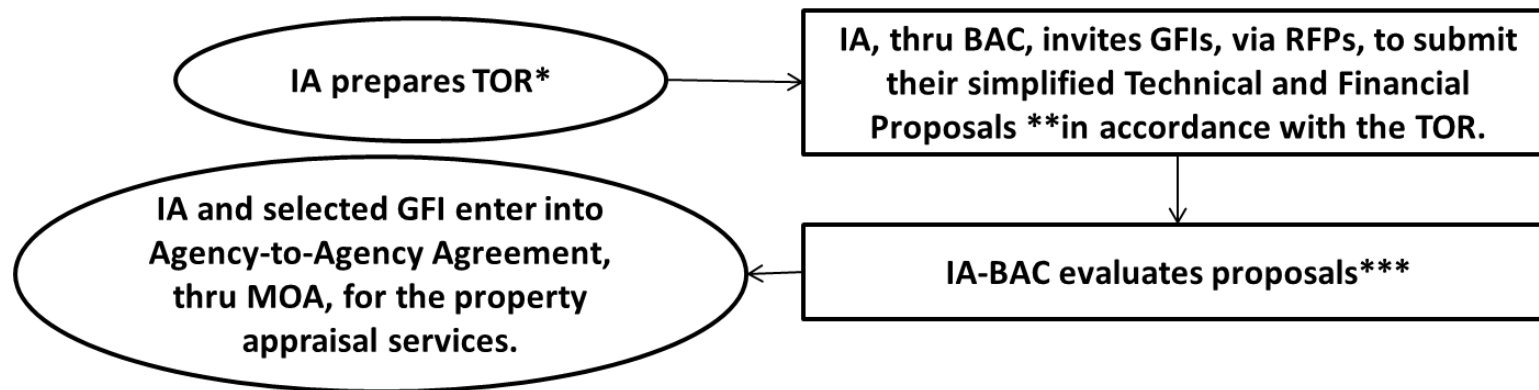 IA prepares TOR*
IA, thru BAC, invites GFIs, via RFPs, to submit
their simplified Technical and Financial
Proposals **in accordance with the TOR.
IA-BAC evaluates proposals***
IA and selected GFI enter into
Agency-to-Agency Agreement,
thru MOA, for the property
appraisal services.